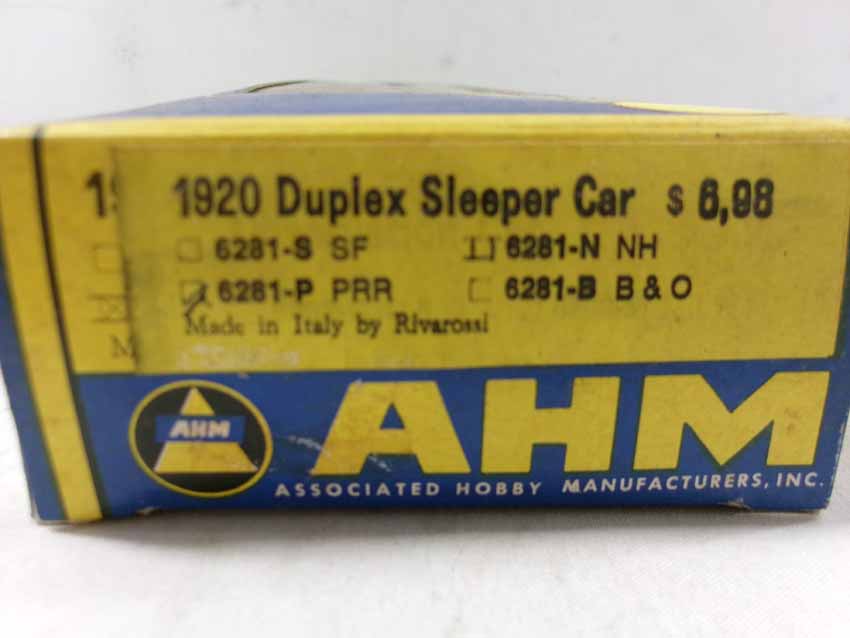 1920 Duplex Sleeper Car $ 6,98
6281-S SF 6281-N NH
6281-P PRR 6281-B B & O
Made in Italy by Rivarossi
AHM
AHM
ASSOCIATED HOBBY MANUFACTURERS, INC.